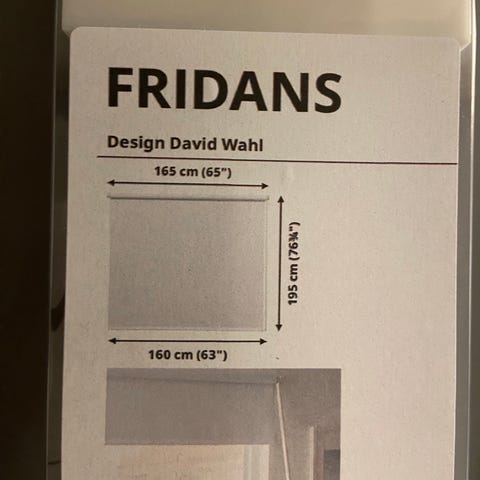 FRIDANS
Design David Wahl
165 cm (65")
195 cm (76¾")
160 cm (63")